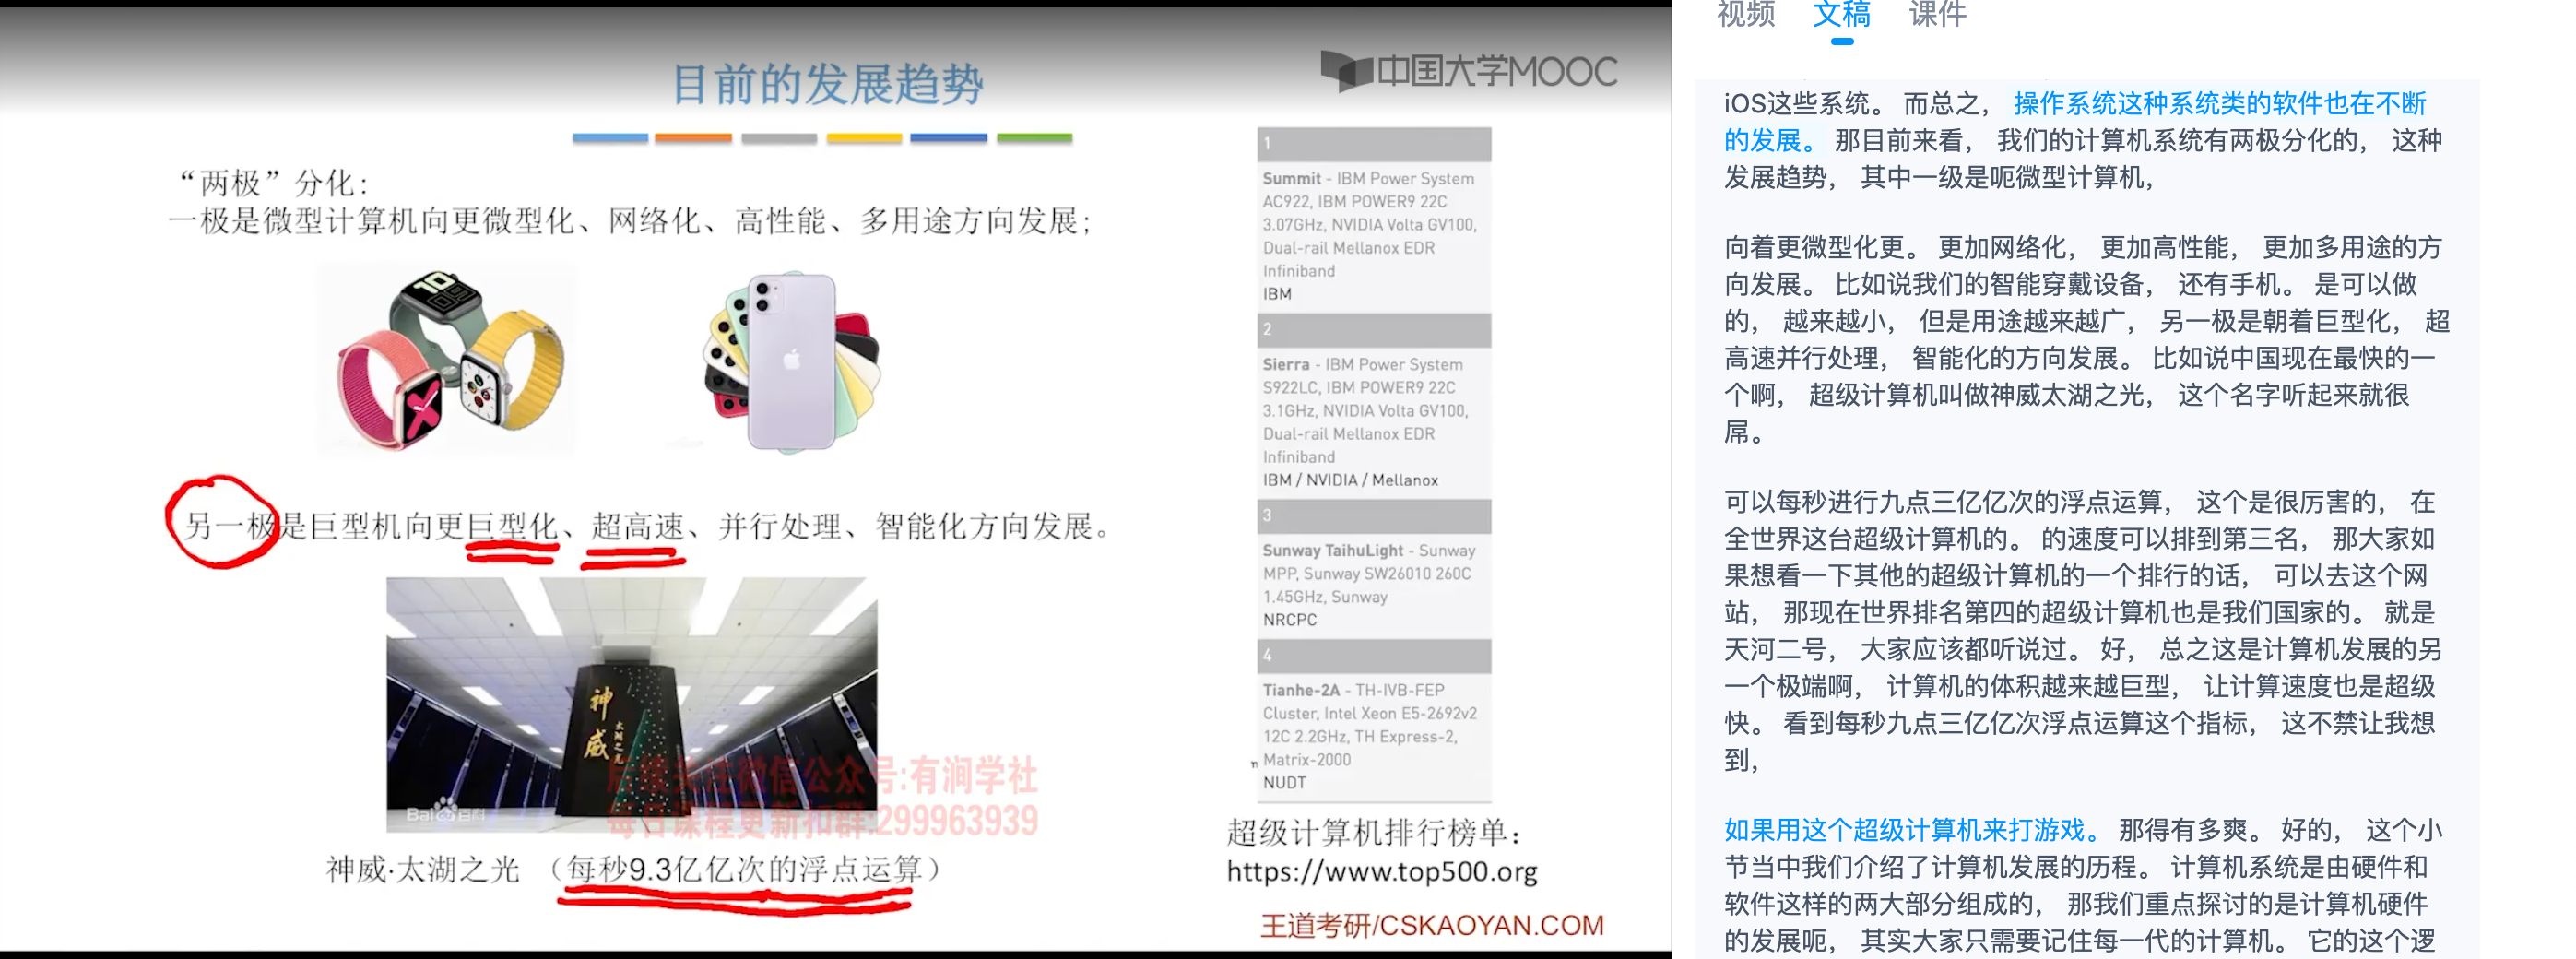 目前的发展趋势
中国大学MOOC
“两极”分化：
一极是微型计算机向更微型化、网络化、高性能、多用途方向发展；
10
另一极是巨型机向更巨型化、超高速、并行处理、智能化方向发展。
神威
太湖之光
Bai百科
后续关注微信公众号:有涧学社
每日课程更新扣群:299963939
神威·太湖之光 （每秒9.3亿亿次的浮点运算）
1
Summit - IBM Power System
AC922, IBM POWER9 22C
3.07GHz, NVIDIA Volta GV100,
Dual-rail Mellanox EDR
Infiniband
IBM
2
Sierra - IBM Power System
S922LC, IBM POWER9 22C
3.1GHz, NVIDIA Volta GV100,
Dual-rail Mellanox EDR
Infiniband
IBM / NVIDIA / Mellanox
3
Sunway TaihuLight - Sunway
MPP, Sunway SW26010 260C
1.45GHz, Sunway
NRCPC
4
Tianhe-2A - TH-IVB-FEP
Cluster, Intel Xeon E5-2692v2
12C 2.2GHz, TH Express-2,
Matrix-2000
NUDT
超级计算机排行榜单：
https://www.top500.org
王道考研/CSKAOYAN.COM
视频 文稿 课件
iOS这些系统。 而总之， 操作系统这种系统类的软件也在不断
的发展。 那目前来看， 我们的计算机系统有两极分化的， 这种
发展趋势， 其中一级是呃微型计算机，
向着更微型化更。 更加网络化， 更加高性能， 更加多用途的方
向发展。 比如说我们的智能穿戴设备， 还有手机。 是可以做
的， 越来越小， 但是用途越来越广， 另一极是朝着巨型化， 超
高速并行处理， 智能化的方向发展。 比如说中国现在最快的一
个啊， 超级计算机叫做神威太湖之光， 这个名字听起来就很
屌。
可以每秒进行九点三亿亿次的浮点运算， 这个是很厉害的， 在
全世界这台超级计算机的。 的速度可以排到第三名， 那大家如
果想看一下其他的超级计算机的一个排行的话， 可以去这个网
站， 那现在世界排名第四的超级计算机也是我们国家的。 就是
天河二号， 大家应该都听说过。 好， 总之这是计算机发展的另
一个极端啊， 计算机的体积越来越巨型， 让计算速度也是超级
快。 看到每秒九点三亿亿次浮点运算这个指标， 这不禁让我想
到，
如果用这个超级计算机来打游戏。 那得有多爽。 好的， 这个小
节当中我们介绍了计算机发展的历程。 计算机系统是由硬件和
软件这样的两大部分组成的， 那我们重点探讨的是计算机硬件
的发展呃， 其实大家只需要记住每一代的计算机。 它的这个逻